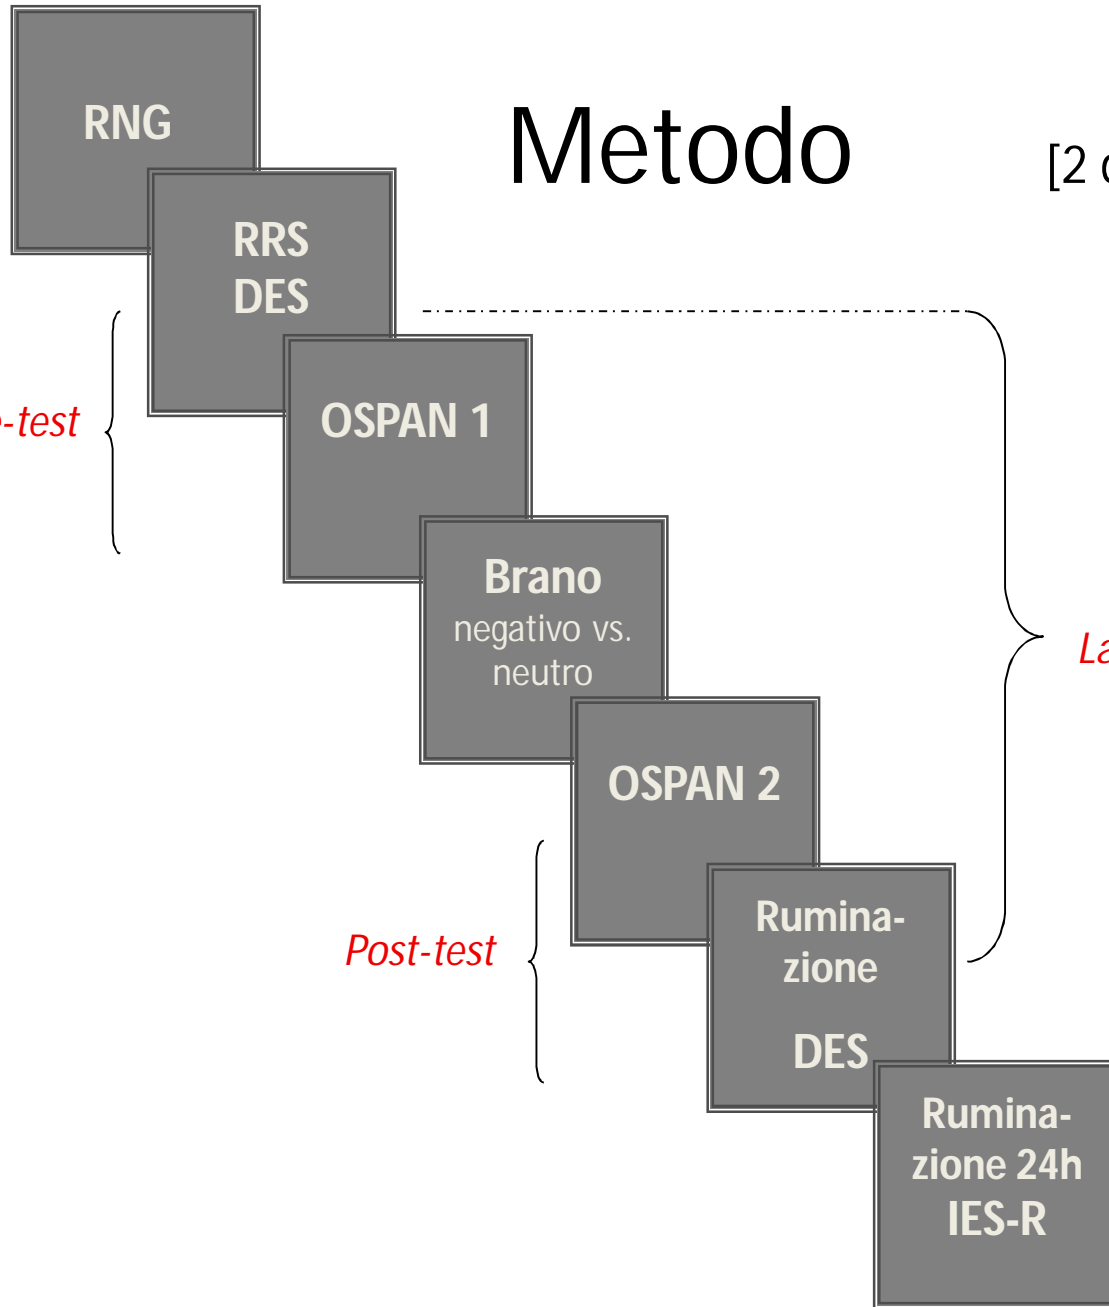 RNG
Metodo
[2
RRS
DES
-test
OSPAN 1
Brano
negativo vs.
neutro
La
OSPAN 2
Post-test
Rumina-
zione
DES
Rumina-
zione 24h
IES-R